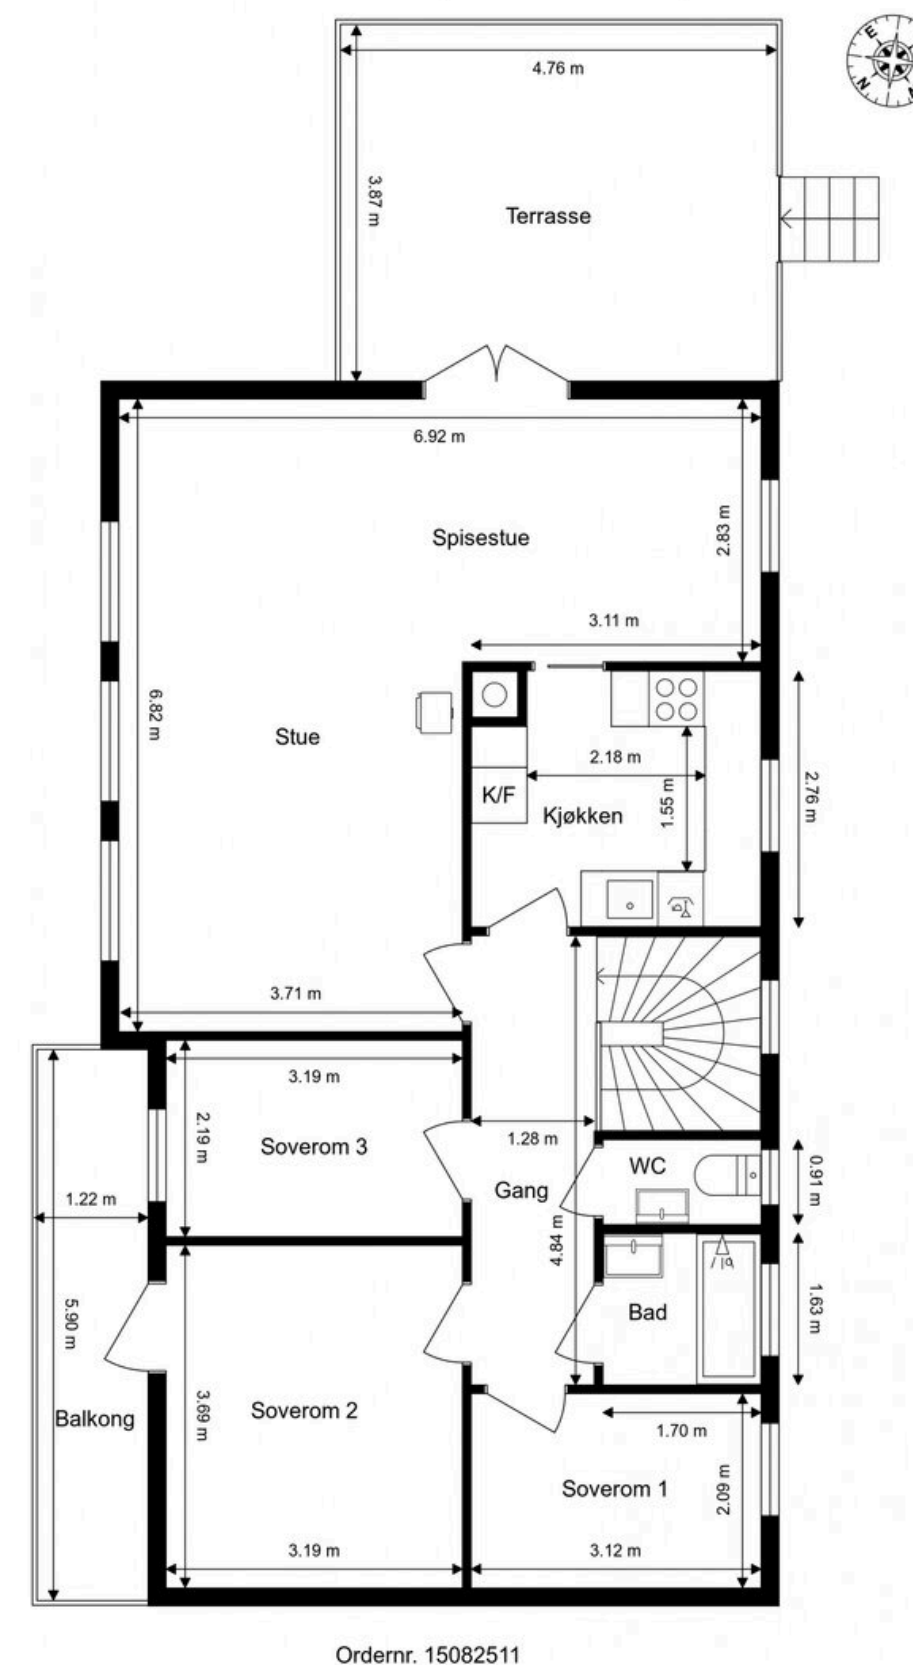 E
N
4.76 m
3.87 m
Terrasse
6.92 m
Spisestue
2.83 m
3.11 m
6.82 m
Stue
2.18 m
K/F
1.55 m
Kjøkken
2.76 m
3.71 m
3.19 m
2.19 m
Soverom 3
1.28 m
WC
0.91 m
Gang
1.22 m
4.84 m
Bad
1.63 m
5.90 m
Balkong
3.69 m
Soverom 2
1.70 m
Soverom 1
2.09 m
3.19 m
3.12 m
Ordernr. 15082511